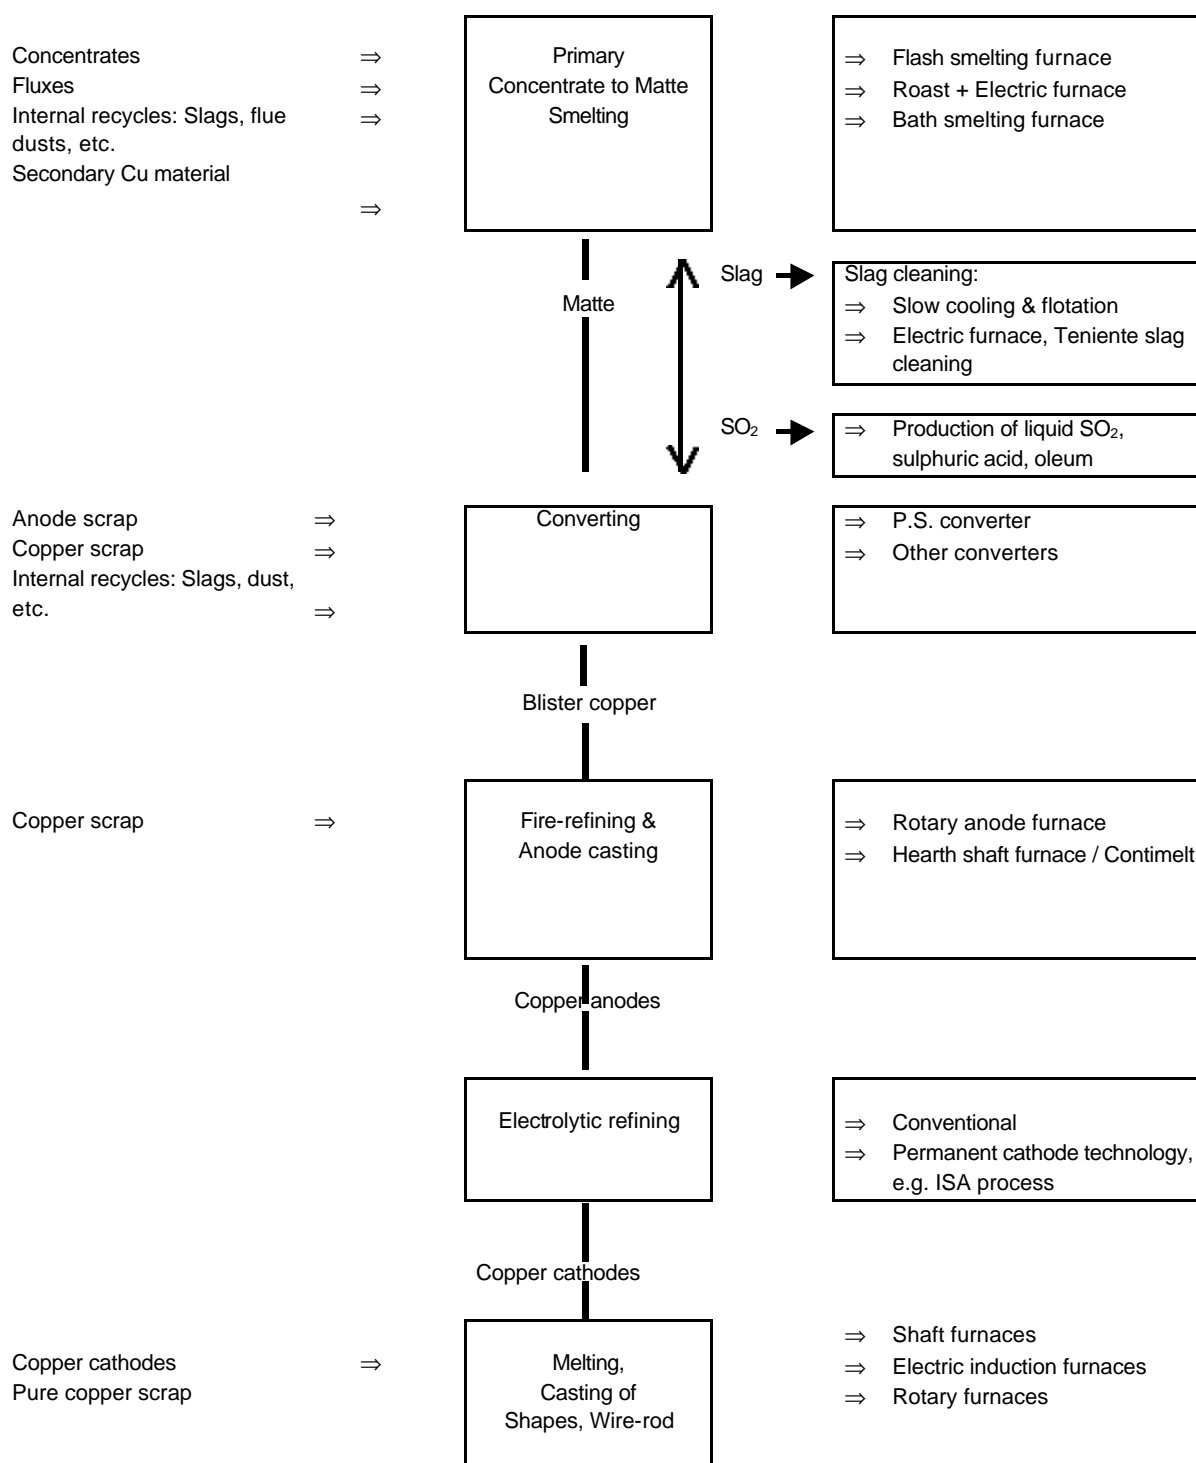 Concentrates ⇒
Fluxes ⇒
Internal recycles: Slags, flue ⇒
dusts, etc.
Secondary Cu material
⇒
Primary
Concentrate to Matte
Smelting
⇒ Flash smelting furnace
⇒ Roast + Electric furnace
⇒ Bath smelting furnace
Matte
Slag
Slag cleaning:
⇒ Slow cooling & flotation
⇒ Electric furnace, Teniente slag
cleaning
SO₂
⇒ Production of liquid SO₂,
sulphuric acid, oleum
Anode scrap ⇒
Copper scrap ⇒
Internal recycles: Slags, dust,
etc. ⇒
Converting
⇒ P.S. converter
⇒ Other converters
Blister copper
Copper scrap ⇒
Fire-refining &
Anode casting
⇒ Rotary anode furnace
⇒ Hearth shaft furnace / Contimelt
Copper anodes
Electrolytic refining
⇒ Conventional
⇒ Permanent cathode technology,
e.g. ISA process
Copper cathodes
Copper cathodes ⇒
Pure copper scrap
Melting,
Casting of
Shapes, Wire-rod
⇒ Shaft furnaces
⇒ Electric induction furnaces
⇒ Rotary furnaces